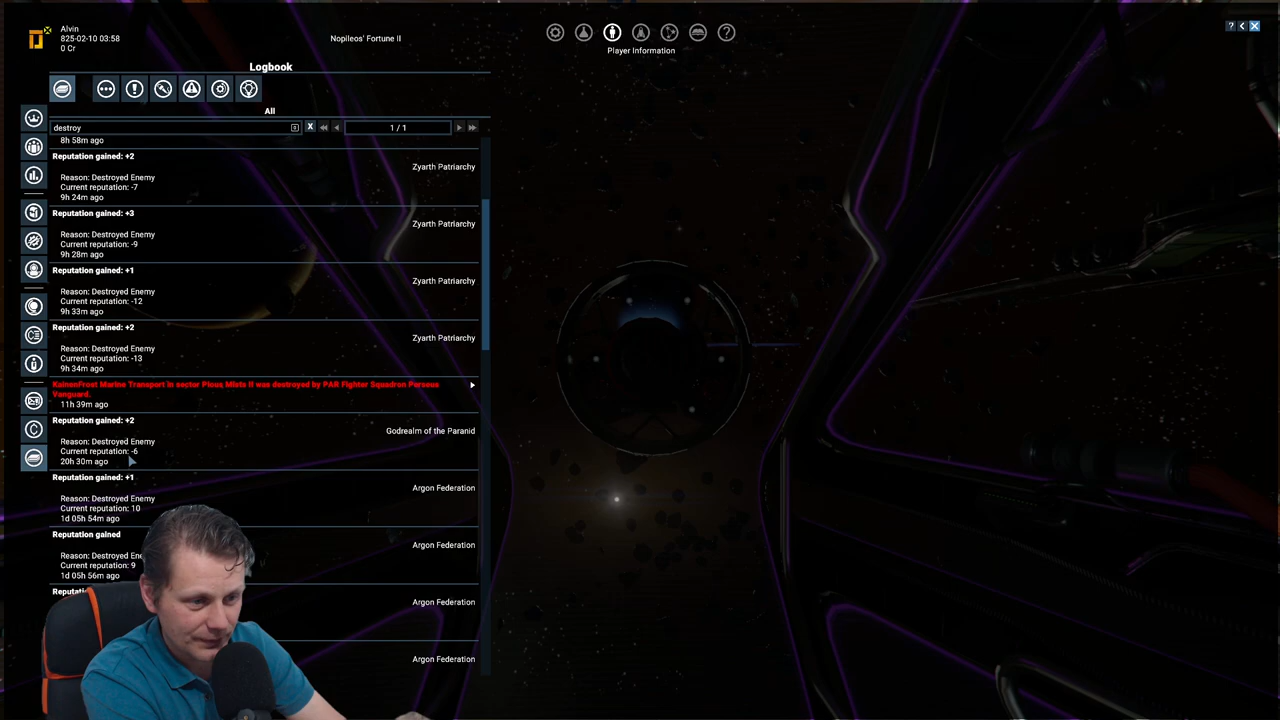 Alvin
825-02-10 03:58
0 Cr
Nopileos' Fortune II
Player Information
? < X
Logbook
All
destroy
X
1 / 1
8h 58m ago
Reputation gained: +2
Zyarth Patriarchy
Reason: Destroyed Enemy
Current reputation: -7
9h 24m ago
Reputation gained: +3
Zyarth Patriarchy
Reason: Destroyed Enemy
Current reputation: -9
9h 28m ago
Reputation gained: +1
Zyarth Patriarchy
Reason: Destroyed Enemy
Current reputation: -12
9h 33m ago
Reputation gained: +2
Zyarth Patriarchy
Reason: Destroyed Enemy
Current reputation: -13
9h 34m ago
KainenFrost Marine Transport in sector Pious Mists II was destroyed by PAR Fighter Squadron Perseus
Vanguard.
11h 39m ago
Reputation gained: +2
Godrealm of the Paranid
Reason: Destroyed Enemy
Current reputation: -6
20h 30m ago
Reputation gained: +1
Argon Federation
Reason: Destroyed Enemy
Current reputation: 10
1d 05h 54m ago
Reputation gained
Argon Federation
Reason: Destroyed Ene
Current reputation: 9
1d 05h 56m ago
Reputati
Argon Federation
Argon Federation